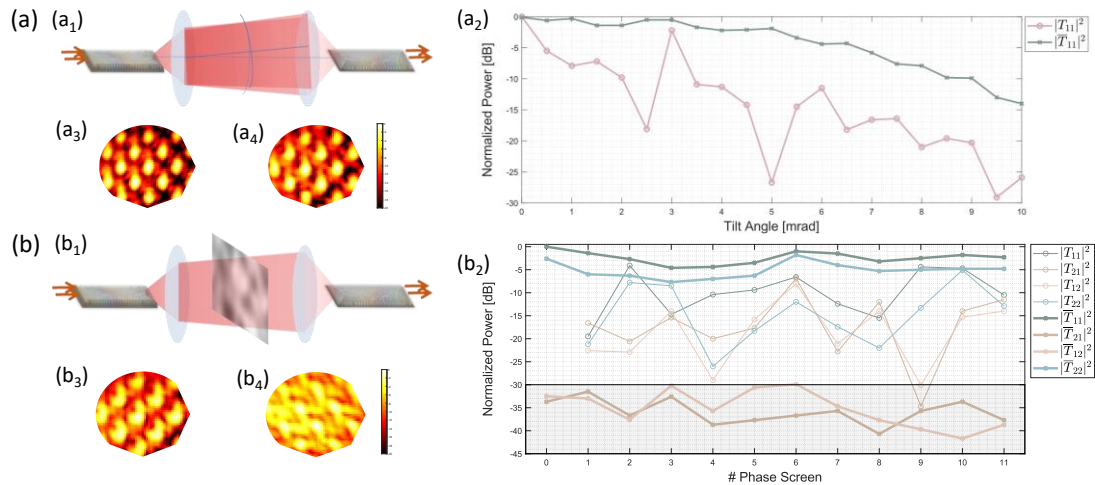 (a)
(a₁)
(a₂)
0
-5
-10
-15
-20
-25
-30
Normalized Power [dB]
0 1 2 3 4 5 6 7 8 9 10
Tilt Angle [mrad]
|T₁₁|²
|T̅₁₁|²
(a₃)
(a₄)
(b)
(b₁)
(b₂)
0
-5
-10
-15
-20
-25
-30
-35
-40
-45
Normalized Power [dB]
0 1 2 3 4 5 6 7 8 9 10 11
# Phase Screen
|T₁₁|²
|T₂₁|²
|T₁₂|²
|T₂₂|²
|T̅₁₁|²
|T̅₂₁|²
|T̅₁₂|²
|T̅₂₂|²
(b₃)
(b₄)